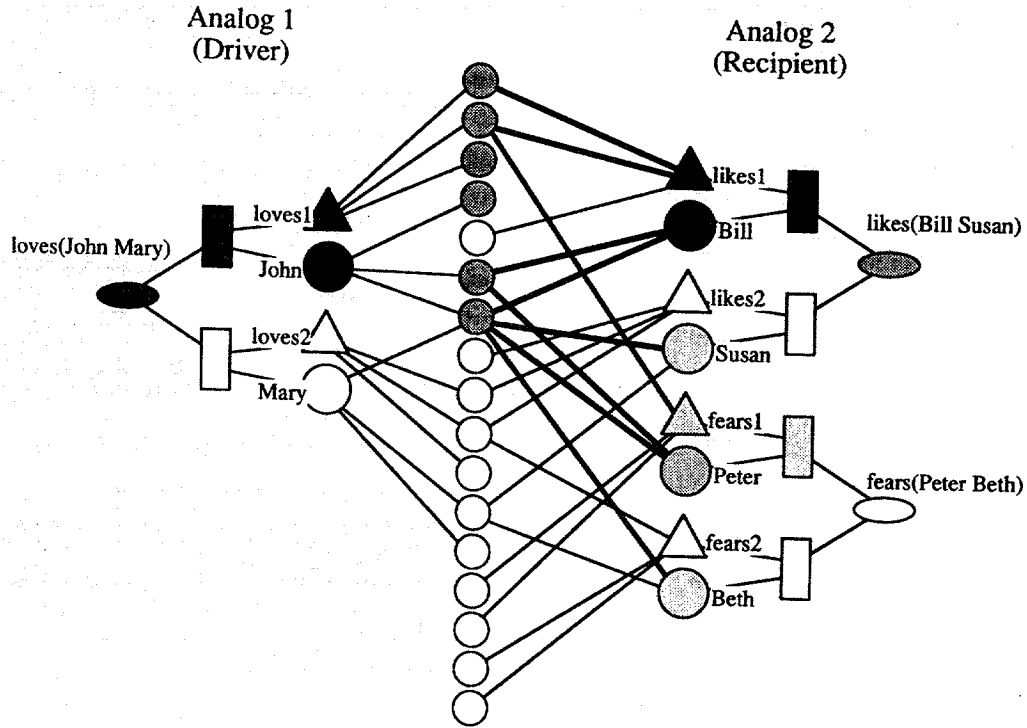 Analog 1
(Driver)
Analog 2
(Recipient)
loves(John Mary)
loves1
John
loves2
Mary
likes1
Bill
likes(Bill Susan)
likes2
Susan
fears1
Peter
fears(Peter Beth)
fears2
Beth